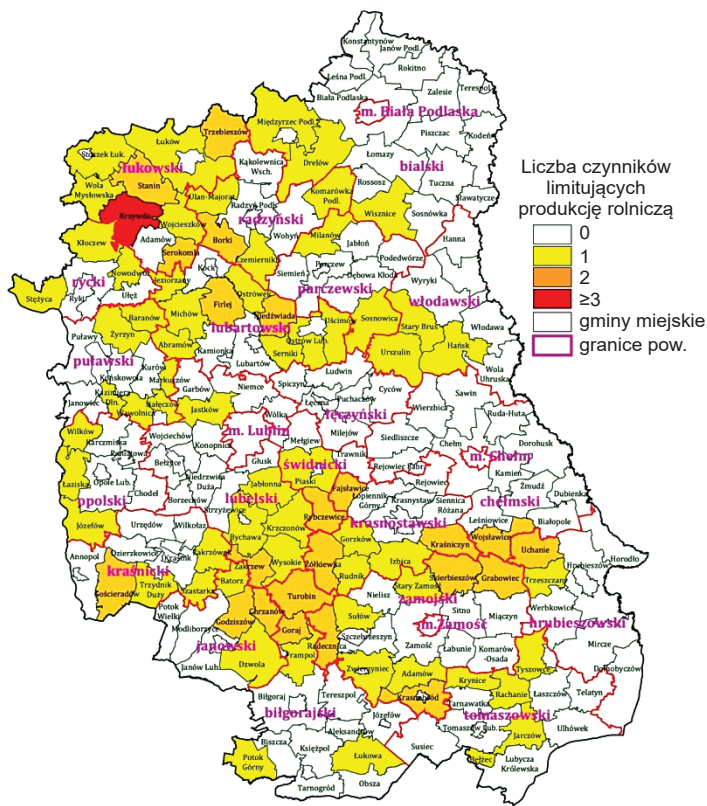 Konstantynów
Janów Podl.
Rokitno
Leśna Podl.
Zalesie
Terespol
Biała Podlaska
m. Biała Podlaska
Międzyrzec Podl.
Piszczac
Kodeń
Trzebieszów
Łuków
Stoczek Łuk.
łukowski
Drelów
Łomazy
bialski
Kąkolewnica
Wsch.
Stanin
Wola
Mysłowska
Ulan-Majorat
Komarówka
Podl.
Rossosz
Tuczna
Sławatycze
Radzyń Podl.
radzyński
Wisznice
Sosnówka
Krzywda
Wojcieszków
Wohyń
Milanów
Jabłoń
Hanna
Kłoczew
Adamów
Borki
Serokomla
Czemierniki
Siemień
Parczew
Podedwórze
Dębowa Kłoda
Kock
Nowodwór
Jeziorzany
rycki
Ryki
Ułęż
Stężyca
parczewski
Wyryki
włodawski
Ostrówek
Firlej
Niedźwiada
Baranów
Michów
lubartowski
Uścimów
Sosnowica
Stary Brus
Włodawa
Hańsk
Żyrzyn
Abramów
Kamionka
Ostrów Lub.
Serniki
Urszulin
Puławy
puławski
Lubartów
Wola
Uhruska
Kurów
Końskowola
Markuszów
Garbów
Niemce
Spiczyn
Ludwin
Cyców
Sawin
Janowiec
Kazimierz
Dln.
Nałęczów
Wąwolnica
Jastków
Łęczna
Puchaczów
łęczyński
Wierzbica
Ruda-Huta
Wilków
Karczmiska
Wojciechów
Konopnica
m. Lublin
Wólka
Mełgiew
Milejów
Siedliszcze
Chełm
Dorohusk
Poniatowa
Bełżyce
Głusk
świdnicki
Trawniki
Rejowiec Fabr.
m. Chełm
Kamień
Łaziska
Opole Lub.
Niedrzwica
Duża
Piaski
Jabłonna
Fajsławice
Rejowiec
Żmudź
Dubienka
ppolski
Chodel
Borzechów
Strzyżewice
lubelski
Łopiennik
Górny
Krasnystaw
Siennica
Różana
chełmski
Leśniowice
Białopole
Józefów
Urzędów
Wilkołaz
Krzczonów
Rybczewice
krasnostawski
Bychawa
Gorzków
Kraśniczyn
Wojsławice
Uchanie
Horodło
Annopol
Dzierzkowice
Kraśnik
Zakrzówek
Wysokie
Żółkiewka
Izbica
Hrubieszów
kraśnicki
Zakrzew
Rudnik
Skierbieszów
Grabowiec
Trzeszczany
Gościeradów
Trzydnik
Duży
Szastarka
Batorz
Turobin
Stary Zamość
zamojski
Nielisz
Werbkowice
hrubieszowski
Potok
Wielki
Godziszów
Chrzanów
Sułów
Sitno
Miączyn
m.Zamość
Modliborzyce
Goraj
Szczebrzeszyn
Zamość
Łabunie
Komarów
-Osada
Mircze
janowski
Janów Lub.
Dzwola
Frampol
Radecznica
Zwierzyniec
Adamów
Krynice
Tyszowce
Dołhobyczów
Biłgoraj
Tereszpol
Krasnobród
Rachanie
Łaszczów
Telatyn
Tarnawatka
biłgorajski
Józefów
tomaszowski
Tomaszów Lub.
Jarczów
Ulhówek
Aleksandrów
Biszcza
Księżpol
Potok
Górny
Łukowa
Susiec
Bełżec
Lubycza
Królewska
Tarnogród
Obsza
Liczba czynników
limitujących
produkcję rolniczą
0
1
2
≥3
gminy miejskie
granice pow.